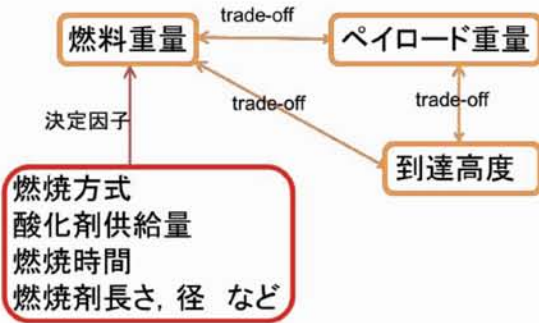 trade-off
燃料重量
ペイロード重量
trade-off
trade-off
決定因子
到達高度
燃焼方式
酸化剤供給量
燃焼時間
燃焼剤長さ, 径　など